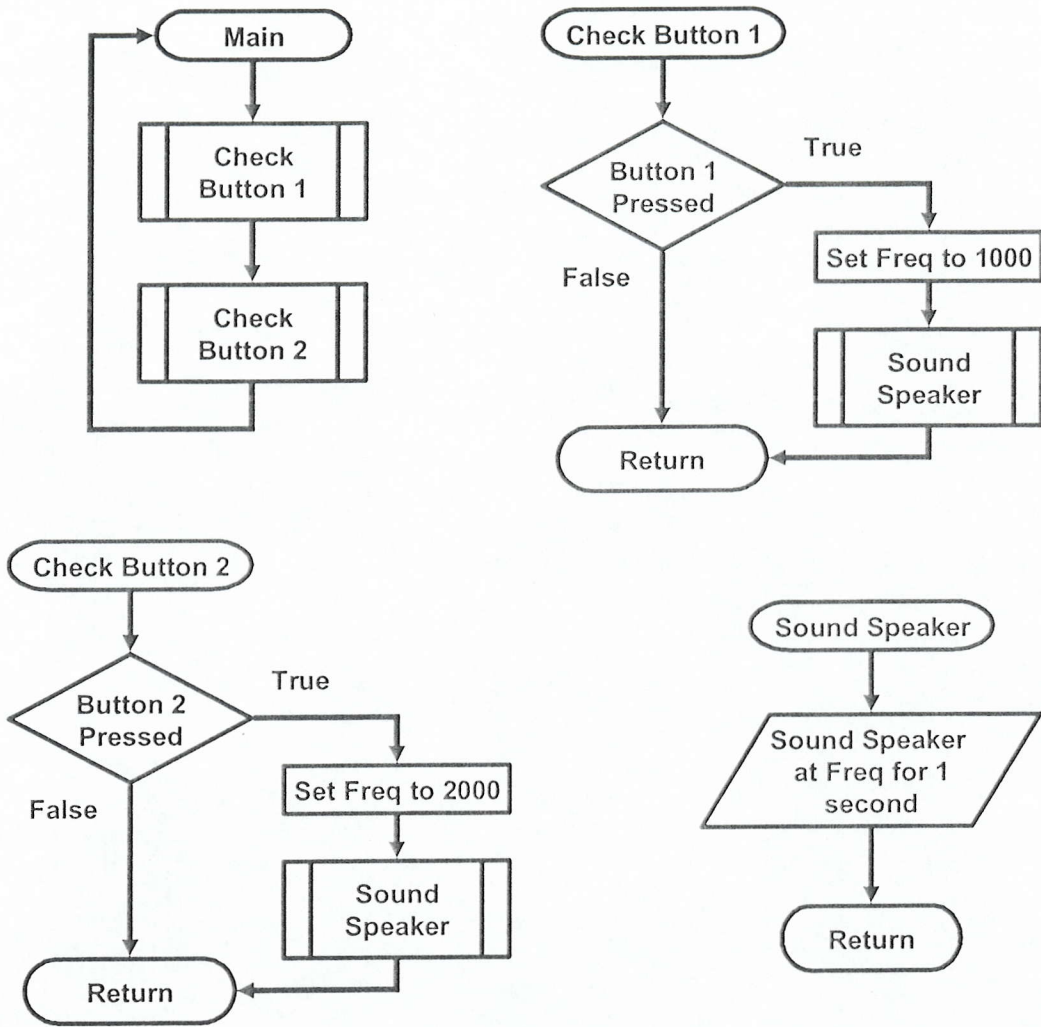 Main
Check
Button 1
Check
Button 2
Check Button 1
Button 1
Pressed
True
False
Set Freq to 1000
Sound
Speaker
Return
Check Button 2
Button 2
Pressed
True
False
Set Freq to 2000
Sound
Speaker
Return
Sound Speaker
Sound Speaker
at Freq for 1
second
Return